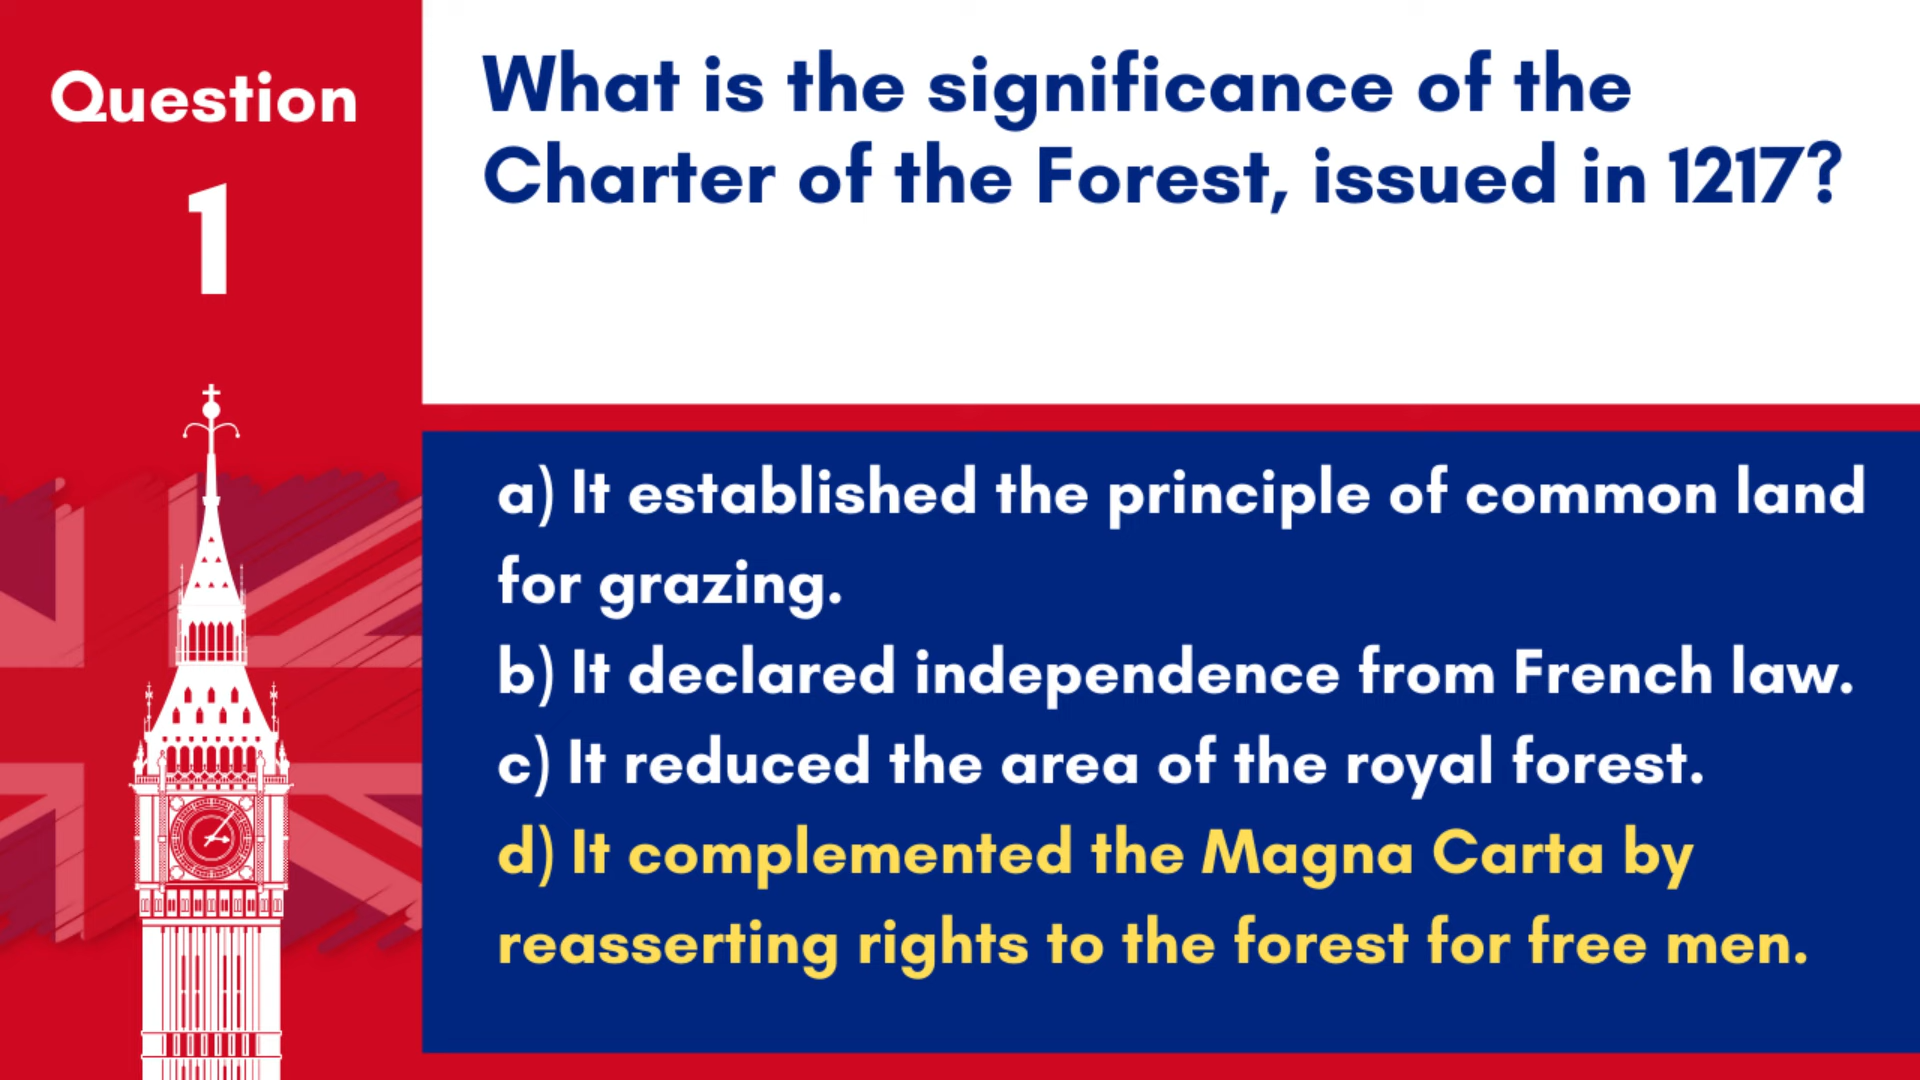 Question
1
What is the significance of the
Charter of the Forest, issued in 1217?
a) It established the principle of common land
for grazing.
b) It declared independence from French law.
c) It reduced the area of the royal forest.
d) It complemented the Magna Carta by
reasserting rights to the forest for free men.